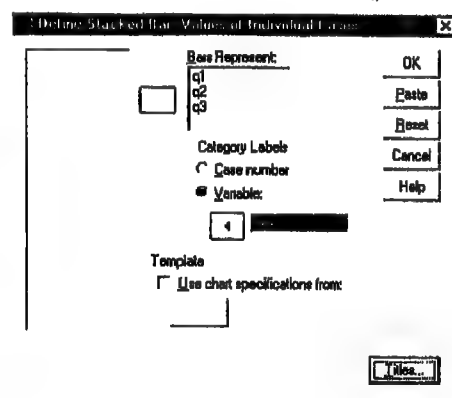 Define Stacked Bar: Values of Individual Cases
Bars Represent:
q1
q2
q3
OK
Paste
Reset
Cancel
Help
Category Labels
Case number
Variable:
Template
Use chart specifications from:
Titles...